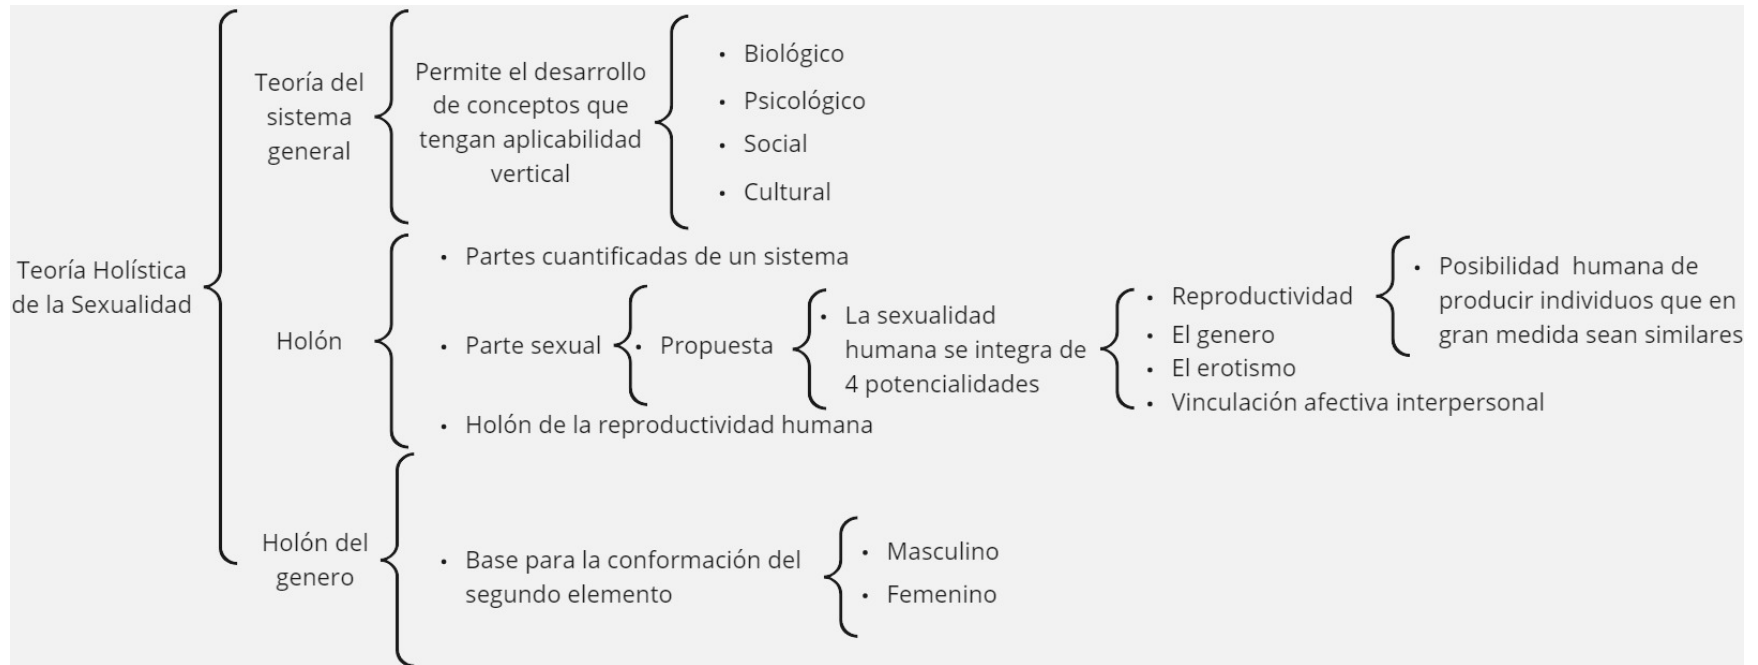 Teoría Holística
de la Sexualidad
Teoría del
sistema
general
Permite el desarrollo
de conceptos que
tengan aplicabilidad
vertical
• Biológico
• Psicológico
• Social
• Cultural
Holón
• Partes cuantificadas de un sistema
• Parte sexual
• Propuesta
• La sexualidad
humana se integra de
4 potencialidades
• Reproductividad
• El genero
• El erotismo
• Vinculación afectiva interpersonal
• Posibilidad humana de
producir individuos que en
gran medida sean similares
• Holón de la reproductividad humana
Holón del
genero
• Base para la conformación del
segundo elemento
• Masculino
• Femenino